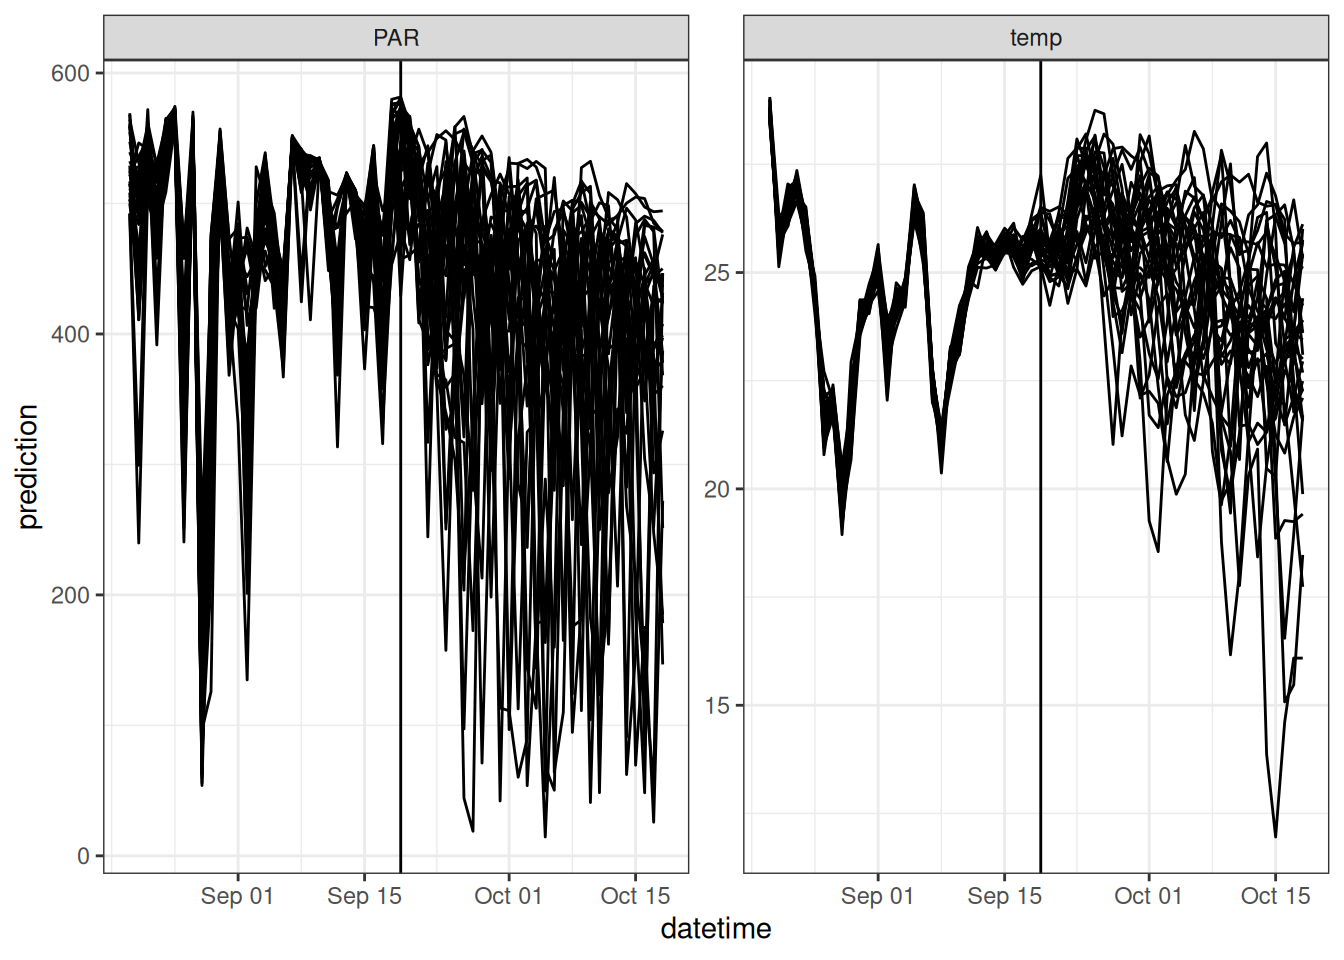 PAR
temp
600
400
200
0
25
20
15
prediction
Sep 01
Sep 15
Oct 01
Oct 15
Sep 01
Sep 15
Oct 01
Oct 15
datetime